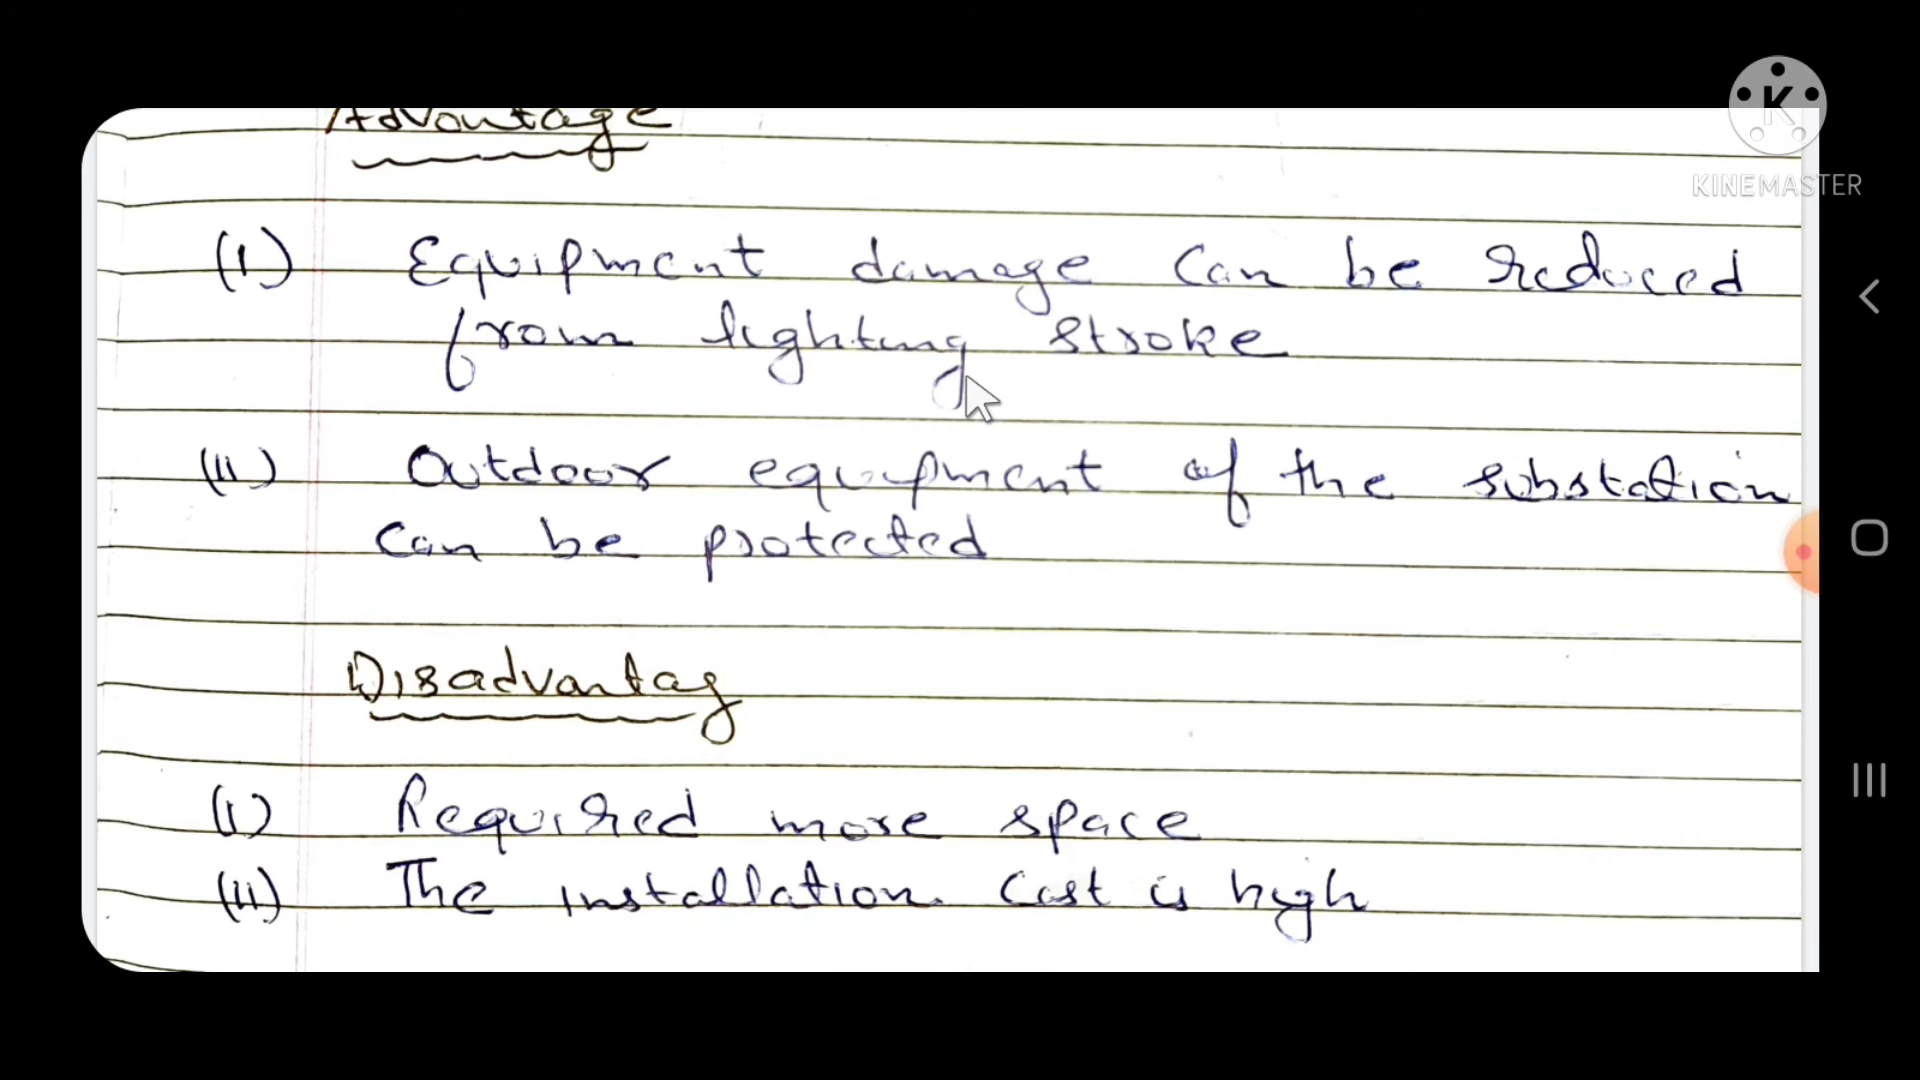 Advantage
KINEMASTER
(i) Equipment damage can be reduced
from lighting stroke
(ii) Outdoor equipment of the substation
can be protected
Disadvantag
(i) Required more space
(ii) The installation. Cost is high